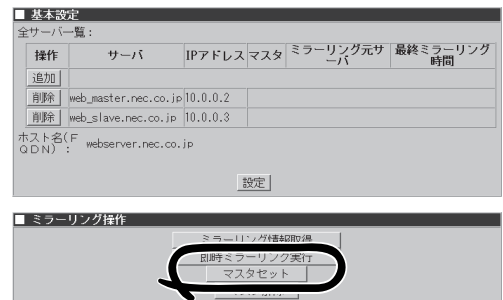 ■ 基本設定
全サーバ一覧：
操作 サーバ IPアドレス マスタ ミラーリング元サーバ 最終ミラーリング時間
追加
削除 web_master.nec.co.jp 10.0.0.2
削除 web_slave.nec.co.jp 10.0.0.3
ホスト名(FQDN) : webserver.nec.co.jp
設定
■ ミラーリング操作
ミラーリング情報取得
即時ミラーリング実行
マスタセット